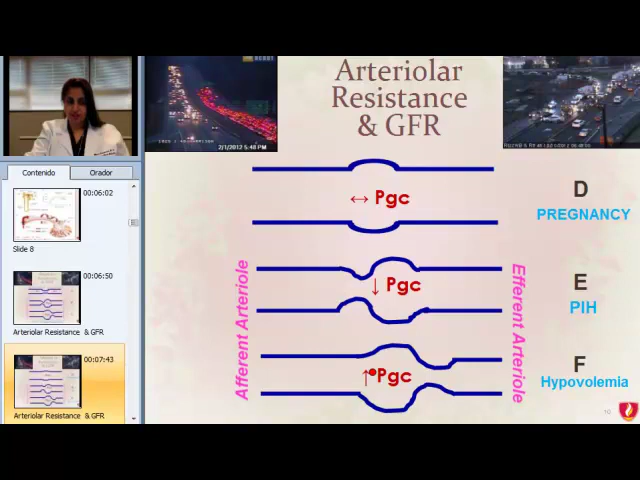 Arteriolar
Resistance
& GFR
2/1/2012 5:48 PM
Contenido
Orador
00:06:02
Slide 8
00:06:50
Arteriolar Resistance & GFR
00:07:43
Arteriolar Resistance & GFR
↔ Pgc
D
PREGNANCY
Afferent Arteriole
Efferent Arteriole
↓ Pgc
E
PIH
↑•Pgc
F
Hypovolemia
10